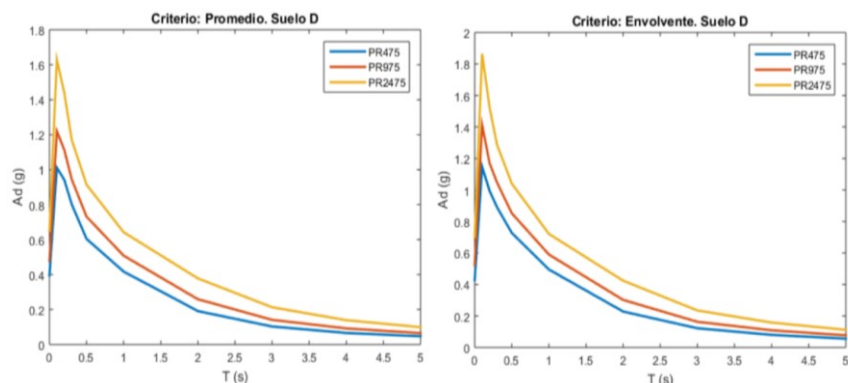 Criterio: Promedio. Suelo D
PR475
PR975
PR2475
Ad (g)
1.8
1.6
1.4
1.2
1
0.8
0.6
0.4
0.2
0
0 0.5 1 1.5 2 2.5 3 3.5 4 4.5 5
T (s)
Criterio: Envolvente. Suelo D
PR475
PR975
PR2475
Ad (g)
2
1.8
1.6
1.4
1.2
1
0.8
0.6
0.4
0.2
0
0 0.5 1 1.5 2 2.5 3 3.5 4 4.5 5
T (s)